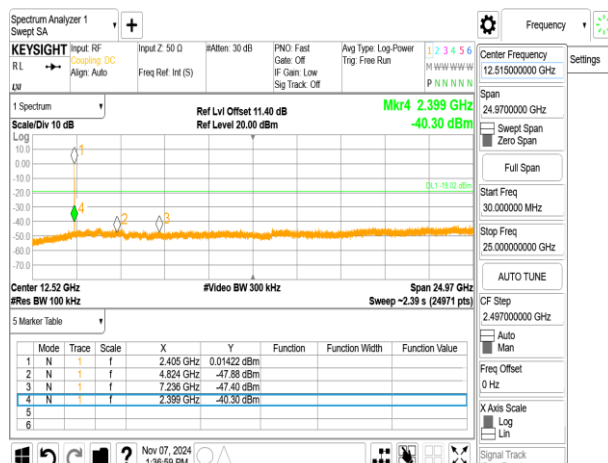 Spectrum Analyzer 1
Swept SA
Frequency
KEYSIGHT Input: RF Input Z: 50 Ω #Atten: 30 dB PNO: Fast Avg Type: Log-Power 1 2 3 4 5 6
RL Coupling: DC Gate: Off Trig: Free Run M W W W W W
Align: Auto Freq Ref: Int (S) IF Gain: Low
Sig Track: Off P N N N N N
1 Spectrum
Ref Lvl Offset 11.40 dB Mkr4 2.399 GHz
Scale/Div 10 dB Ref Level 20.00 dBm -40.30 dBm
Log
10.0
0.00
-10.0
-20.0
-30.0
-40.0
-50.0
-60.0
-70.0
1
2
3
4
Center 12.52 GHz #Video BW 300 kHz Span 24.97 GHz
#Res BW 100 kHz Sweep ~2.39 s (24971 pts)
5 Marker Table
Mode Trace Scale X Y Function Function Width Function Value
1 N 1 f 2.405 GHz 0.01422 dBm
2 N 1 f 4.824 GHz -47.88 dBm
3 N 1 f 7.236 GHz -47.40 dBm
4 N 1 f 2.399 GHz -40.30 dBm
5
6
Nov 07, 2024
1:36:59 PM
Center Frequency
12.515000000 GHz
Settings
Span
24.9700000 GHz
Swept Span
Zero Span
Full Span
Start Freq
30.000000 MHz
Stop Freq
25.000000000 GHz
AUTO TUNE
CF Step
2.497000000 GHz
Auto
Man
Freq Offset
0 Hz
X Axis Scale
Log
Lin
Signal Track